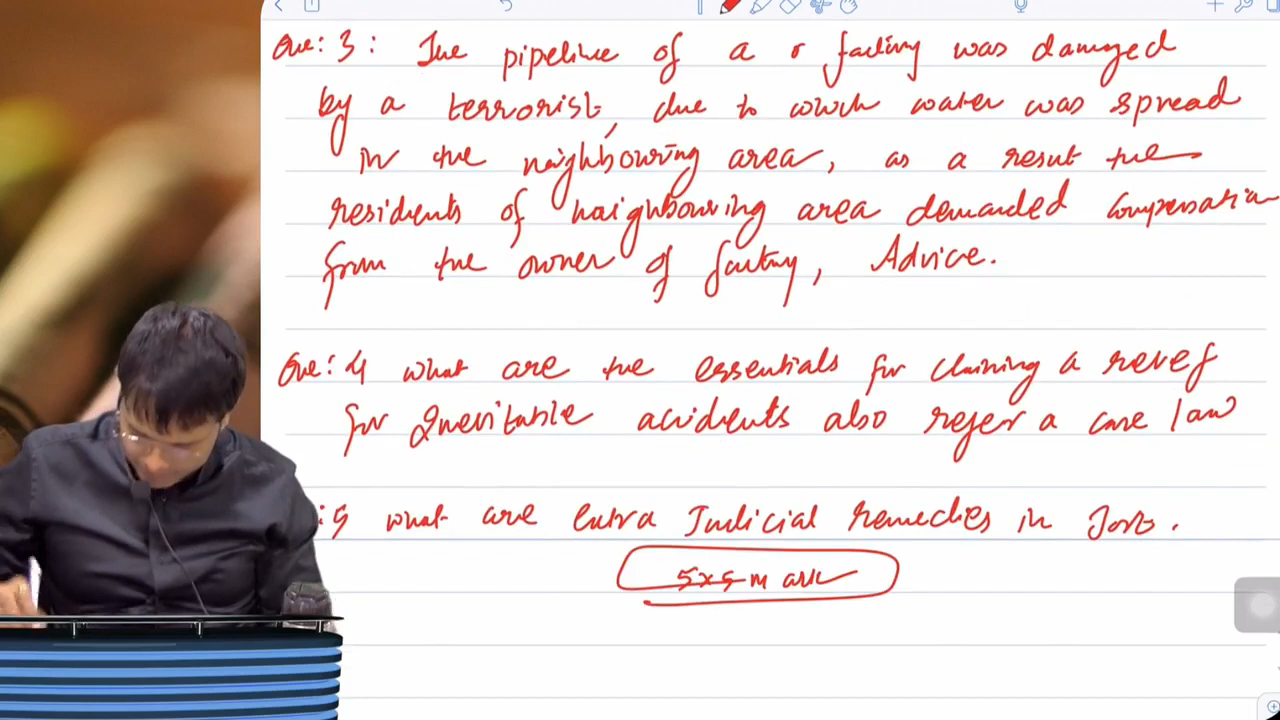 Que: 3: The pipeline of a factory was damaged
by a terrorist, due to which water was spread
in the neighbouring area, as a result the
residents of neighbouring area demanded compensation
from the owner of factory, Advice.
Que: 4 what are the essentials for claiming a relief
for Inevitable accidents also refer a case law
:5 what are extra Judicial remedies in Torts.
5x5 mark